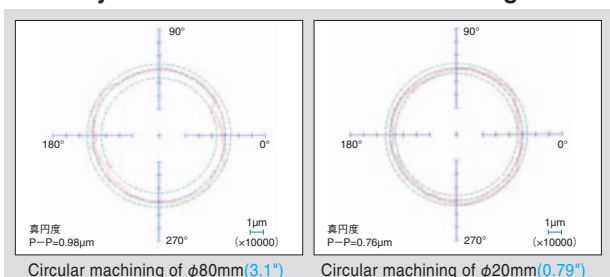 90°
180°
0°
270°
真円度
P－P=0.98μm
1μm
(×10000)
Circular machining of φ80mm(3.1")
90°
180°
0°
270°
真円度
P－P=0.76μm
1μm
(×10000)
Circular machining of φ20mm(0.79")